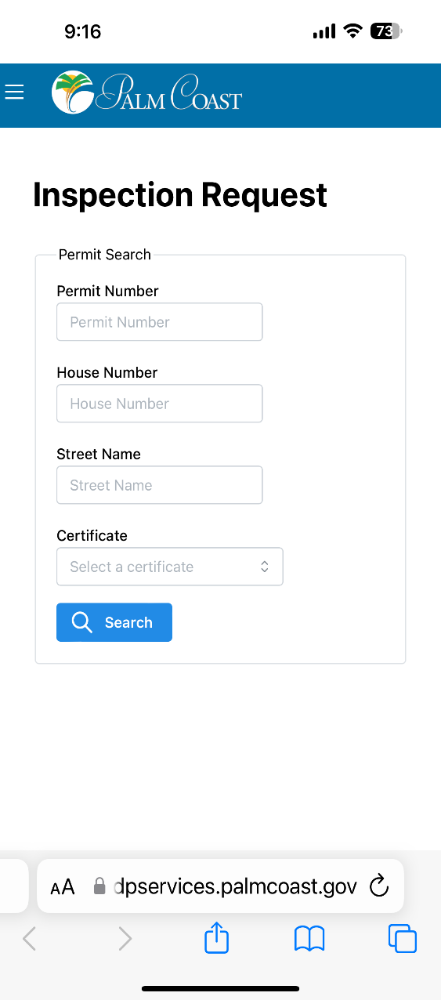 9:16
73
PALM COAST
Inspection Request
Permit Search
Permit Number
Permit Number
House Number
House Number
Street Name
Street Name
Certificate
Select a certificate
Search
AA dpservices.palmcoast.gov